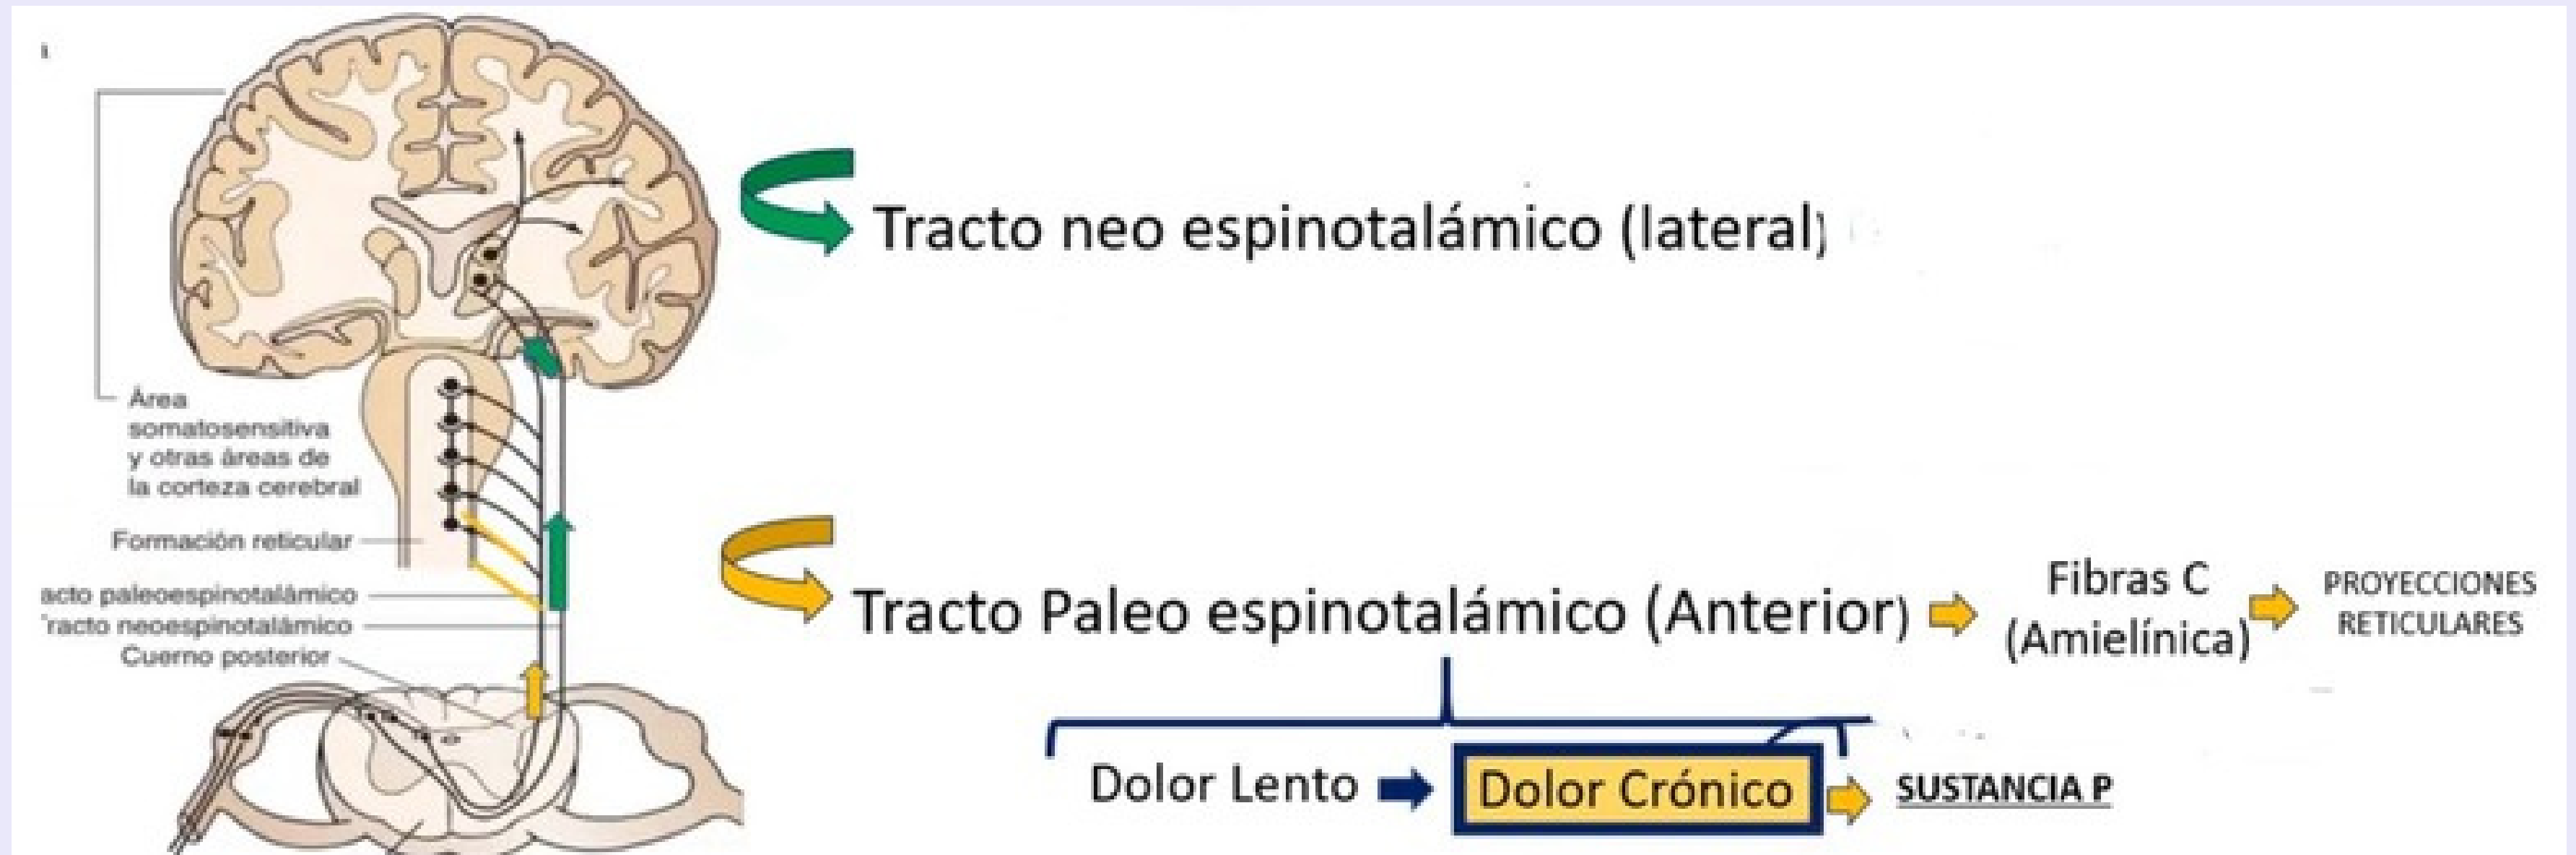 Tracto neo espinotalámico (lateral)
Área
somatosensitiva
y otras áreas de
la corteza cerebral
Formación reticular
acto paleoespinotalámico
racto neoespinotalámico
Cuerno posterior
Tracto Paleo espinotalámico (Anterior)
Fibras C
(Amielínica)
PROYECCIONES
RETICULARES
Dolor Lento
Dolor Crónico
SUSTANCIA P